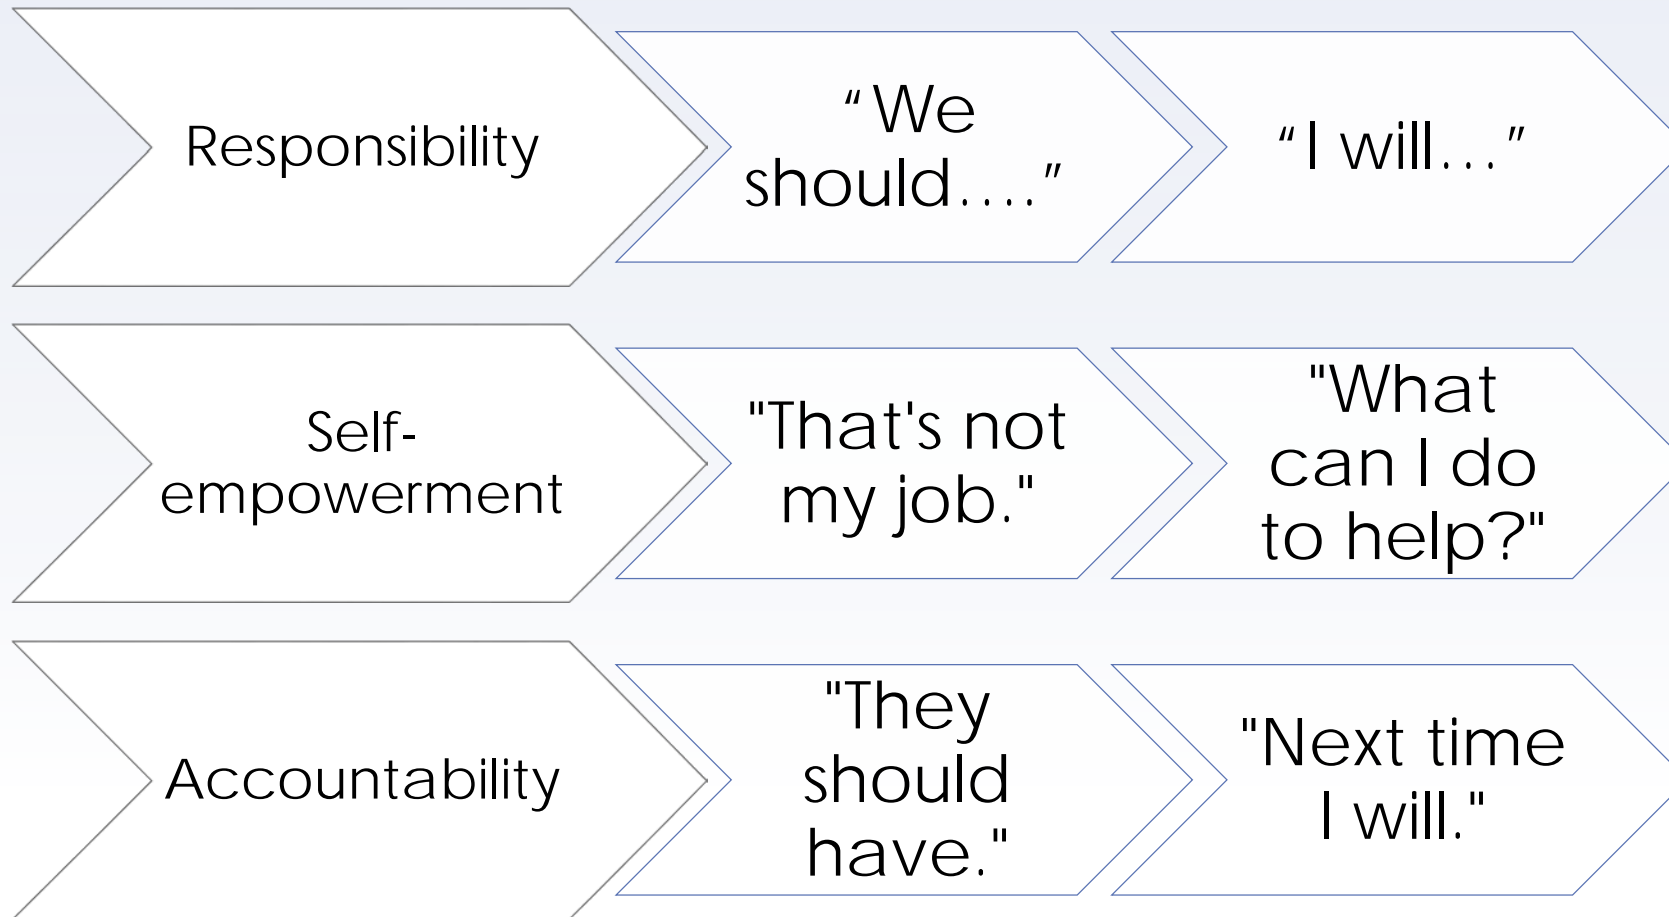 Responsibility
“We
should….”
“I will…”
Self-
empowerment
"That's not
my job."
"What
can I do
to help?"
Accountability
"They
should
have."
"Next time
I will."